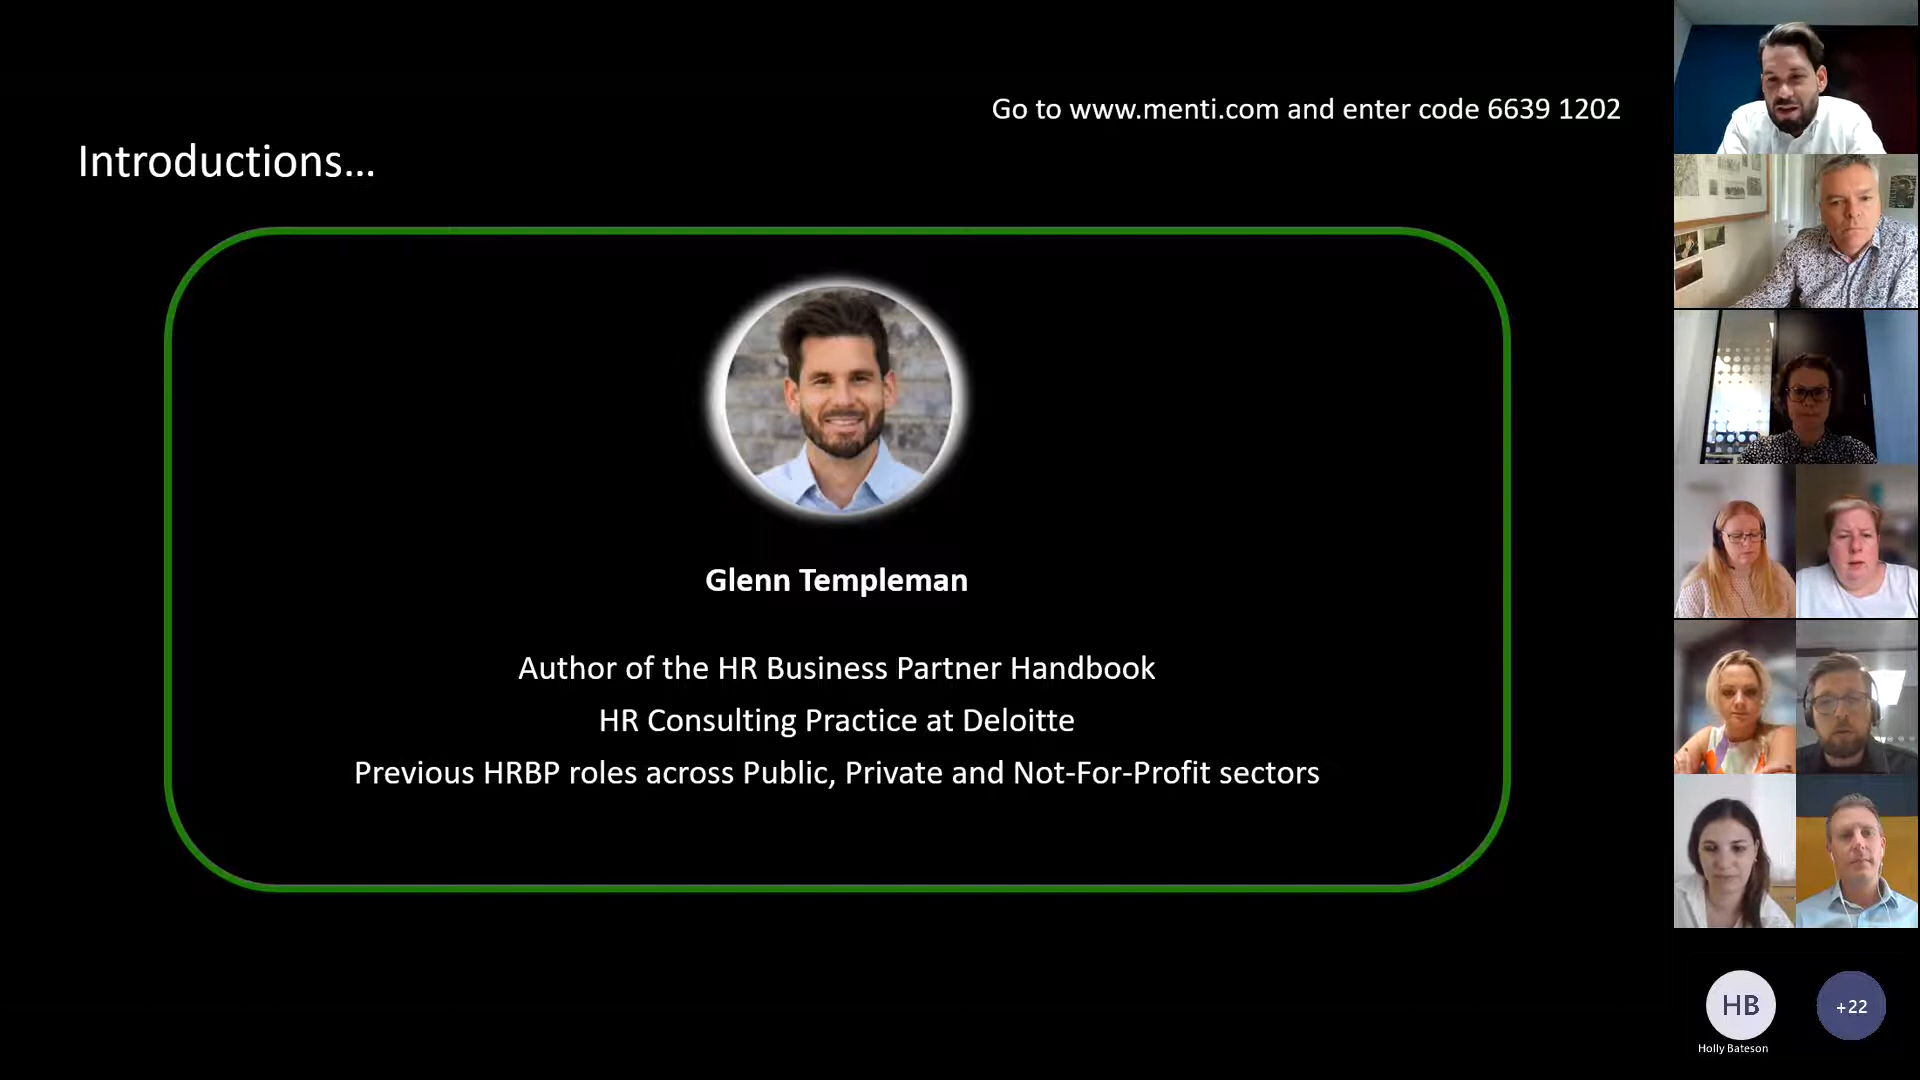 Go to www.menti.com and enter code 6639 1202
Introductions...
Glenn Templeman
Author of the HR Business Partner Handbook
HR Consulting Practice at Deloitte
Previous HRBP roles across Public, Private and Not-For-Profit sectors
HB
+22
Holly Bateson